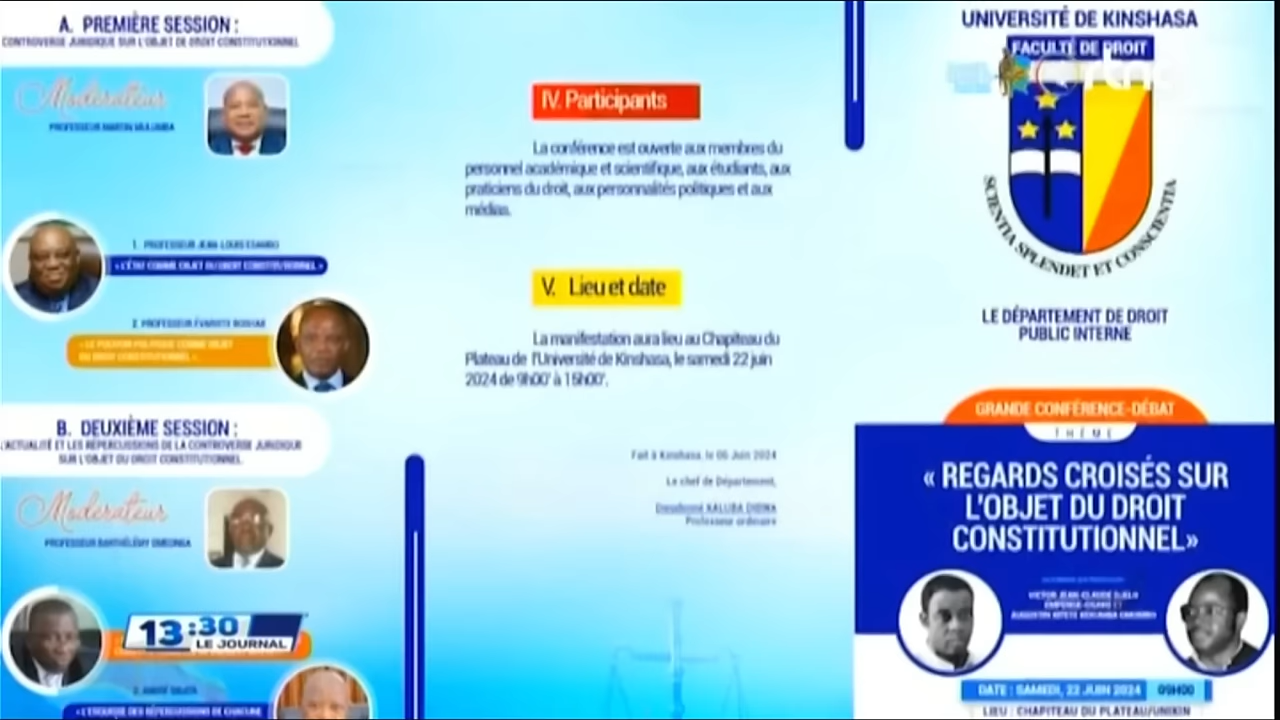 A. PREMIÈRE SESSION :
CONTROVERSE JURIDIQUE SUR L'OBJET DE DROIT CONSTITUTIONNEL
Modérateur
PROFESSEUR MARTIN MULUMBA
1. PROFESSEUR JEAN-LOUIS ESAMBO
« L'ÉTAT COMME OBJET DU DROIT CONSTITUTIONNEL »
2. PROFESSEUR ÉVARISTE BOSHAB
« LE POUVOIR POLITIQUE COMME OBJET
DU DROIT CONSTITUTIONNEL »
B. DEUXIÈME SESSION :
L'ACTUALITÉ ET LES RÉPERCUSSIONS DE LA CONTROVERSE JURIDIQUE
SUR L'OBJET DU DROIT CONSTITUTIONNEL
Modérateur
PROFESSEUR BARTHÉLÉMY OMEONGA
13:30
LE JOURNAL
IV. Participants
La conférence est ouverte aux membres du
personnel académique et scientifique, aux étudiants, aux
praticiens du droit, aux personnalités politiques et aux
médias.
V. Lieu et date
La manifestation aura lieu au Chapiteau du
Plateau de l'Université de Kinshasa, le samedi 22 juin
2024 de 9h00' à 15h00'.
Fait à Kinshasa, le 06 Juin 2024
Le chef de Département,
Dieudonné KALUBA DIBWA
Professeur ordinaire
UNIVERSITÉ DE KINSHASA
FACULTÉ DE DROIT
rtnc
SCIENTIA SPLENDET ET CONSCIENTIA
LE DÉPARTEMENT DE DROIT
PUBLIC INTERNE
GRANDE CONFÉRENCE-DÉBAT
THÈME
« REGARDS CROISÉS SUR
L'OBJET DU DROIT
CONSTITUTIONNEL»
DATE : SAMEDI, 22 JUIN 2024 09H00
LIEU : CHAPITEAU DU PLATEAU/UNIKIN